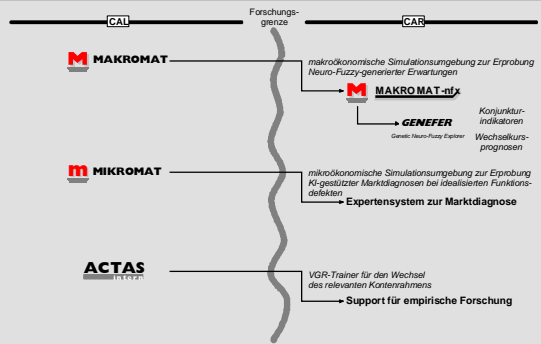 CAL
Forschungs-
grenze
CAR
M MAKROMAT
makroökonomische Simulationsumgebung zur Erprobung
Neuro-Fuzzy-generierter Erwartungen
M MAKROMAT-nfx
GENEFER
Genetic Neuro-Fuzzy Explorer
Konjunktur-
indikatoren
Wechselkurs-
prognosen
m MIKROMAT
mikroökonomische Simulationsumgebung zur Erprobung
KI-gestützter Marktdiagnosen bei idealisierten Funktions-
defekten
Expertensystem zur Marktdiagnose
ACTAS
intern
VGR-Trainer für den Wechsel
des relevanten Kontenrahmens
Support für empirische Forschung